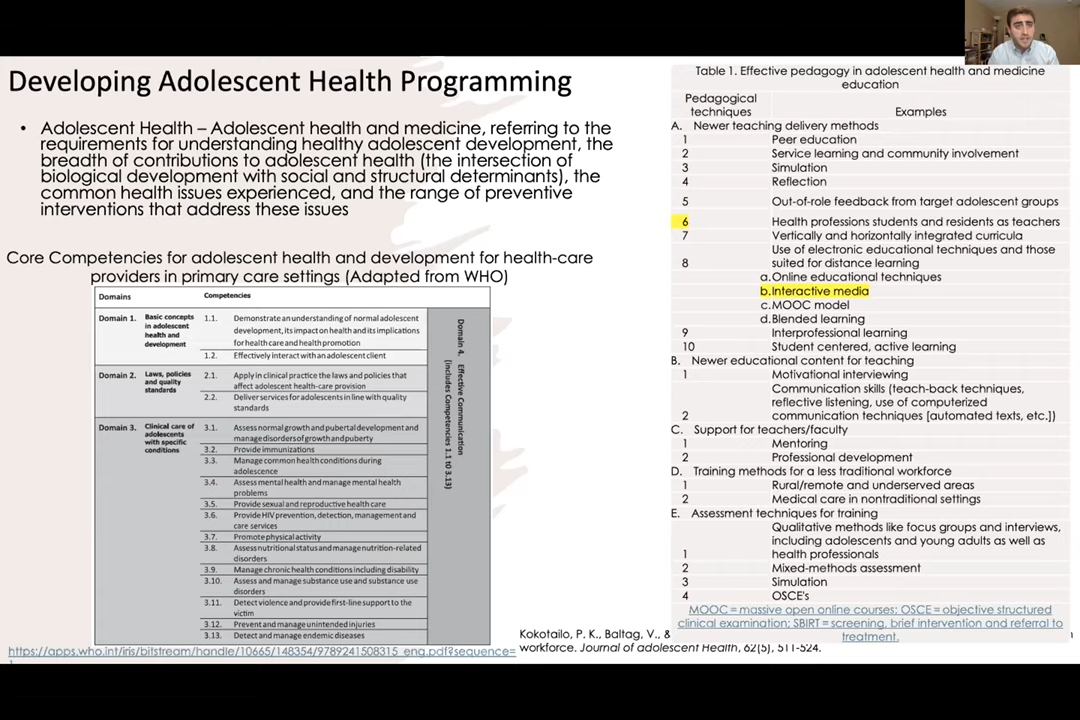 Developing Adolescent Health Programming
• Adolescent Health – Adolescent health and medicine, referring to the
requirements for understanding healthy adolescent development, the
breadth of contributions to adolescent health (the intersection of
biological development with social and structural determinants), the
common health issues experienced, and the range of preventive
interventions that address these issues
Core Competencies for adolescent health and development for health-care
providers in primary care settings (Adapted from WHO)
Domains Competencies
Domain 1. Basic concepts in adolescent health and development
1.1. Demonstrate an understanding of normal adolescent
development, its impact on health and its implications
for health care and health promotion
1.2. Effectively interact with an adolescent client
Domain 2. Laws, policies and quality standards
2.1. Apply in clinical practice the laws and policies that
affect adolescent health-care provision
2.2. Deliver services for adolescents in line with quality
standards
Domain 3. Clinical care of adolescents with specific conditions
3.1. Assess normal growth and pubertal development and
manage disorders of growth and puberty
3.2. Provide immunizations
3.3. Manage common health conditions during
adolescence
3.4. Assess mental health and manage mental health
problems
3.5. Provide sexual and reproductive health care
3.6. Provide HIV prevention, detection, management and
care services
3.7. Promote physical activity
3.8. Assess nutritional status and manage nutrition-related
disorders
3.9. Manage chronic health conditions including disability
3.10. Assess and manage substance use and substance use
disorders
3.11. Detect violence and provide first-line support to the
victim
3.12. Prevent and manage unintended injuries
3.13. Detect and manage endemic diseases
Domain 4. Effective Communication
(includes Competencies 1.1 to 3.13)
https://apps.who.int/iris/bitstream/handle/10665/148354/9789241508315_eng.pdf?sequence=
Kokotailo, P. K., Baltag, V., &
workforce. Journal of adolescent Health, 62(5), 511-524.
Table 1. Effective pedagogy in adolescent health and medicine
education
Pedagogical
techniques Examples
A. Newer teaching delivery methods
1 Peer education
2 Service learning and community involvement
3 Simulation
4 Reflection
5 Out-of-role feedback from target adolescent groups
6 Health professions students and residents as teachers
7 Vertically and horizontally integrated curricula
Use of electronic educational techniques and those
8 suited for distance learning
a. Online educational techniques
b. Interactive media
c. MOOC model
d. Blended learning
9 Interprofessional learning
10 Student centered, active learning
B. Newer educational content for teaching
1 Motivational interviewing
Communication skills (teach-back techniques,
reflective listening, use of computerized
2 communication techniques [automated texts, etc.])
C. Support for teachers/faculty
1 Mentoring
2 Professional development
D. Training methods for a less traditional workforce
1 Rural/remote and underserved areas
2 Medical care in nontraditional settings
E. Assessment techniques for training
Qualitative methods like focus groups and interviews,
including adolescents and young adults as well as
1 health professionals
2 Mixed-methods assessment
3 Simulation
4 OSCE's
MOOC = massive open online courses; OSCE = objective structured
clinical examination; SBIRT = screening, brief intervention and referral to
treatment.